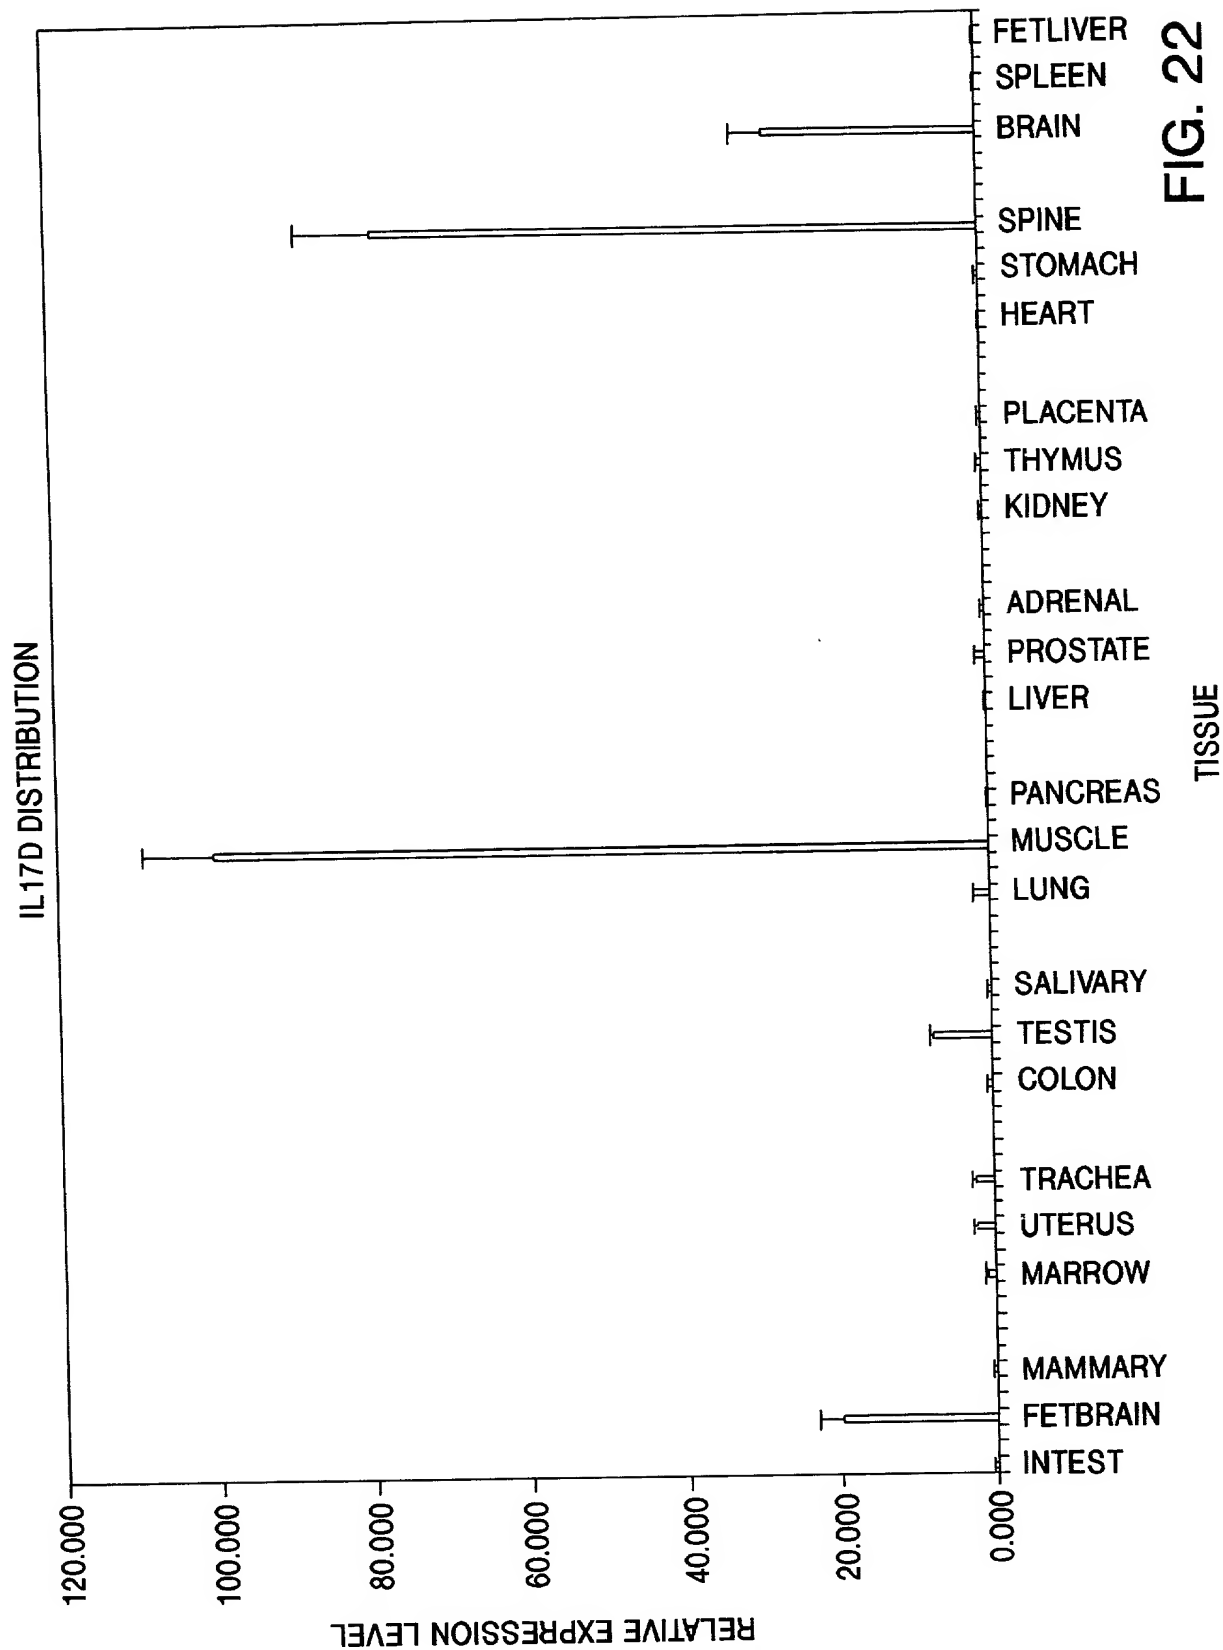 IL17D DISTRIBUTION
RELATIVE EXPRESSION LEVEL
120.000
100.000
80.000
60.000
40.000
20.000
0.000
INTEST
FETBRAIN
MAMMARY
MARROW
UTERUS
TRACHEA
COLON
TESTIS
SALIVARY
LUNG
MUSCLE
PANCREAS
LIVER
PROSTATE
ADRENAL
KIDNEY
THYMUS
PLACENTA
HEART
STOMACH
SPINE
BRAIN
SPLEEN
FETLIVER
TISSUE
FIG. 22